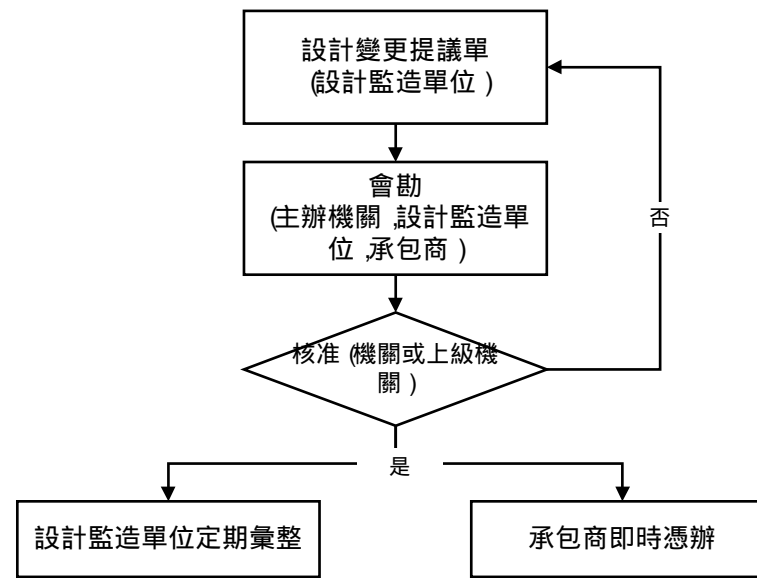 設計變更提議單
(設計監造單位)
會勘
(主辦機關,設計監造單
位,承包商)
否
核准(機關或上級機
關)
是
設計監造單位定期彙整
承包商即時憑辦